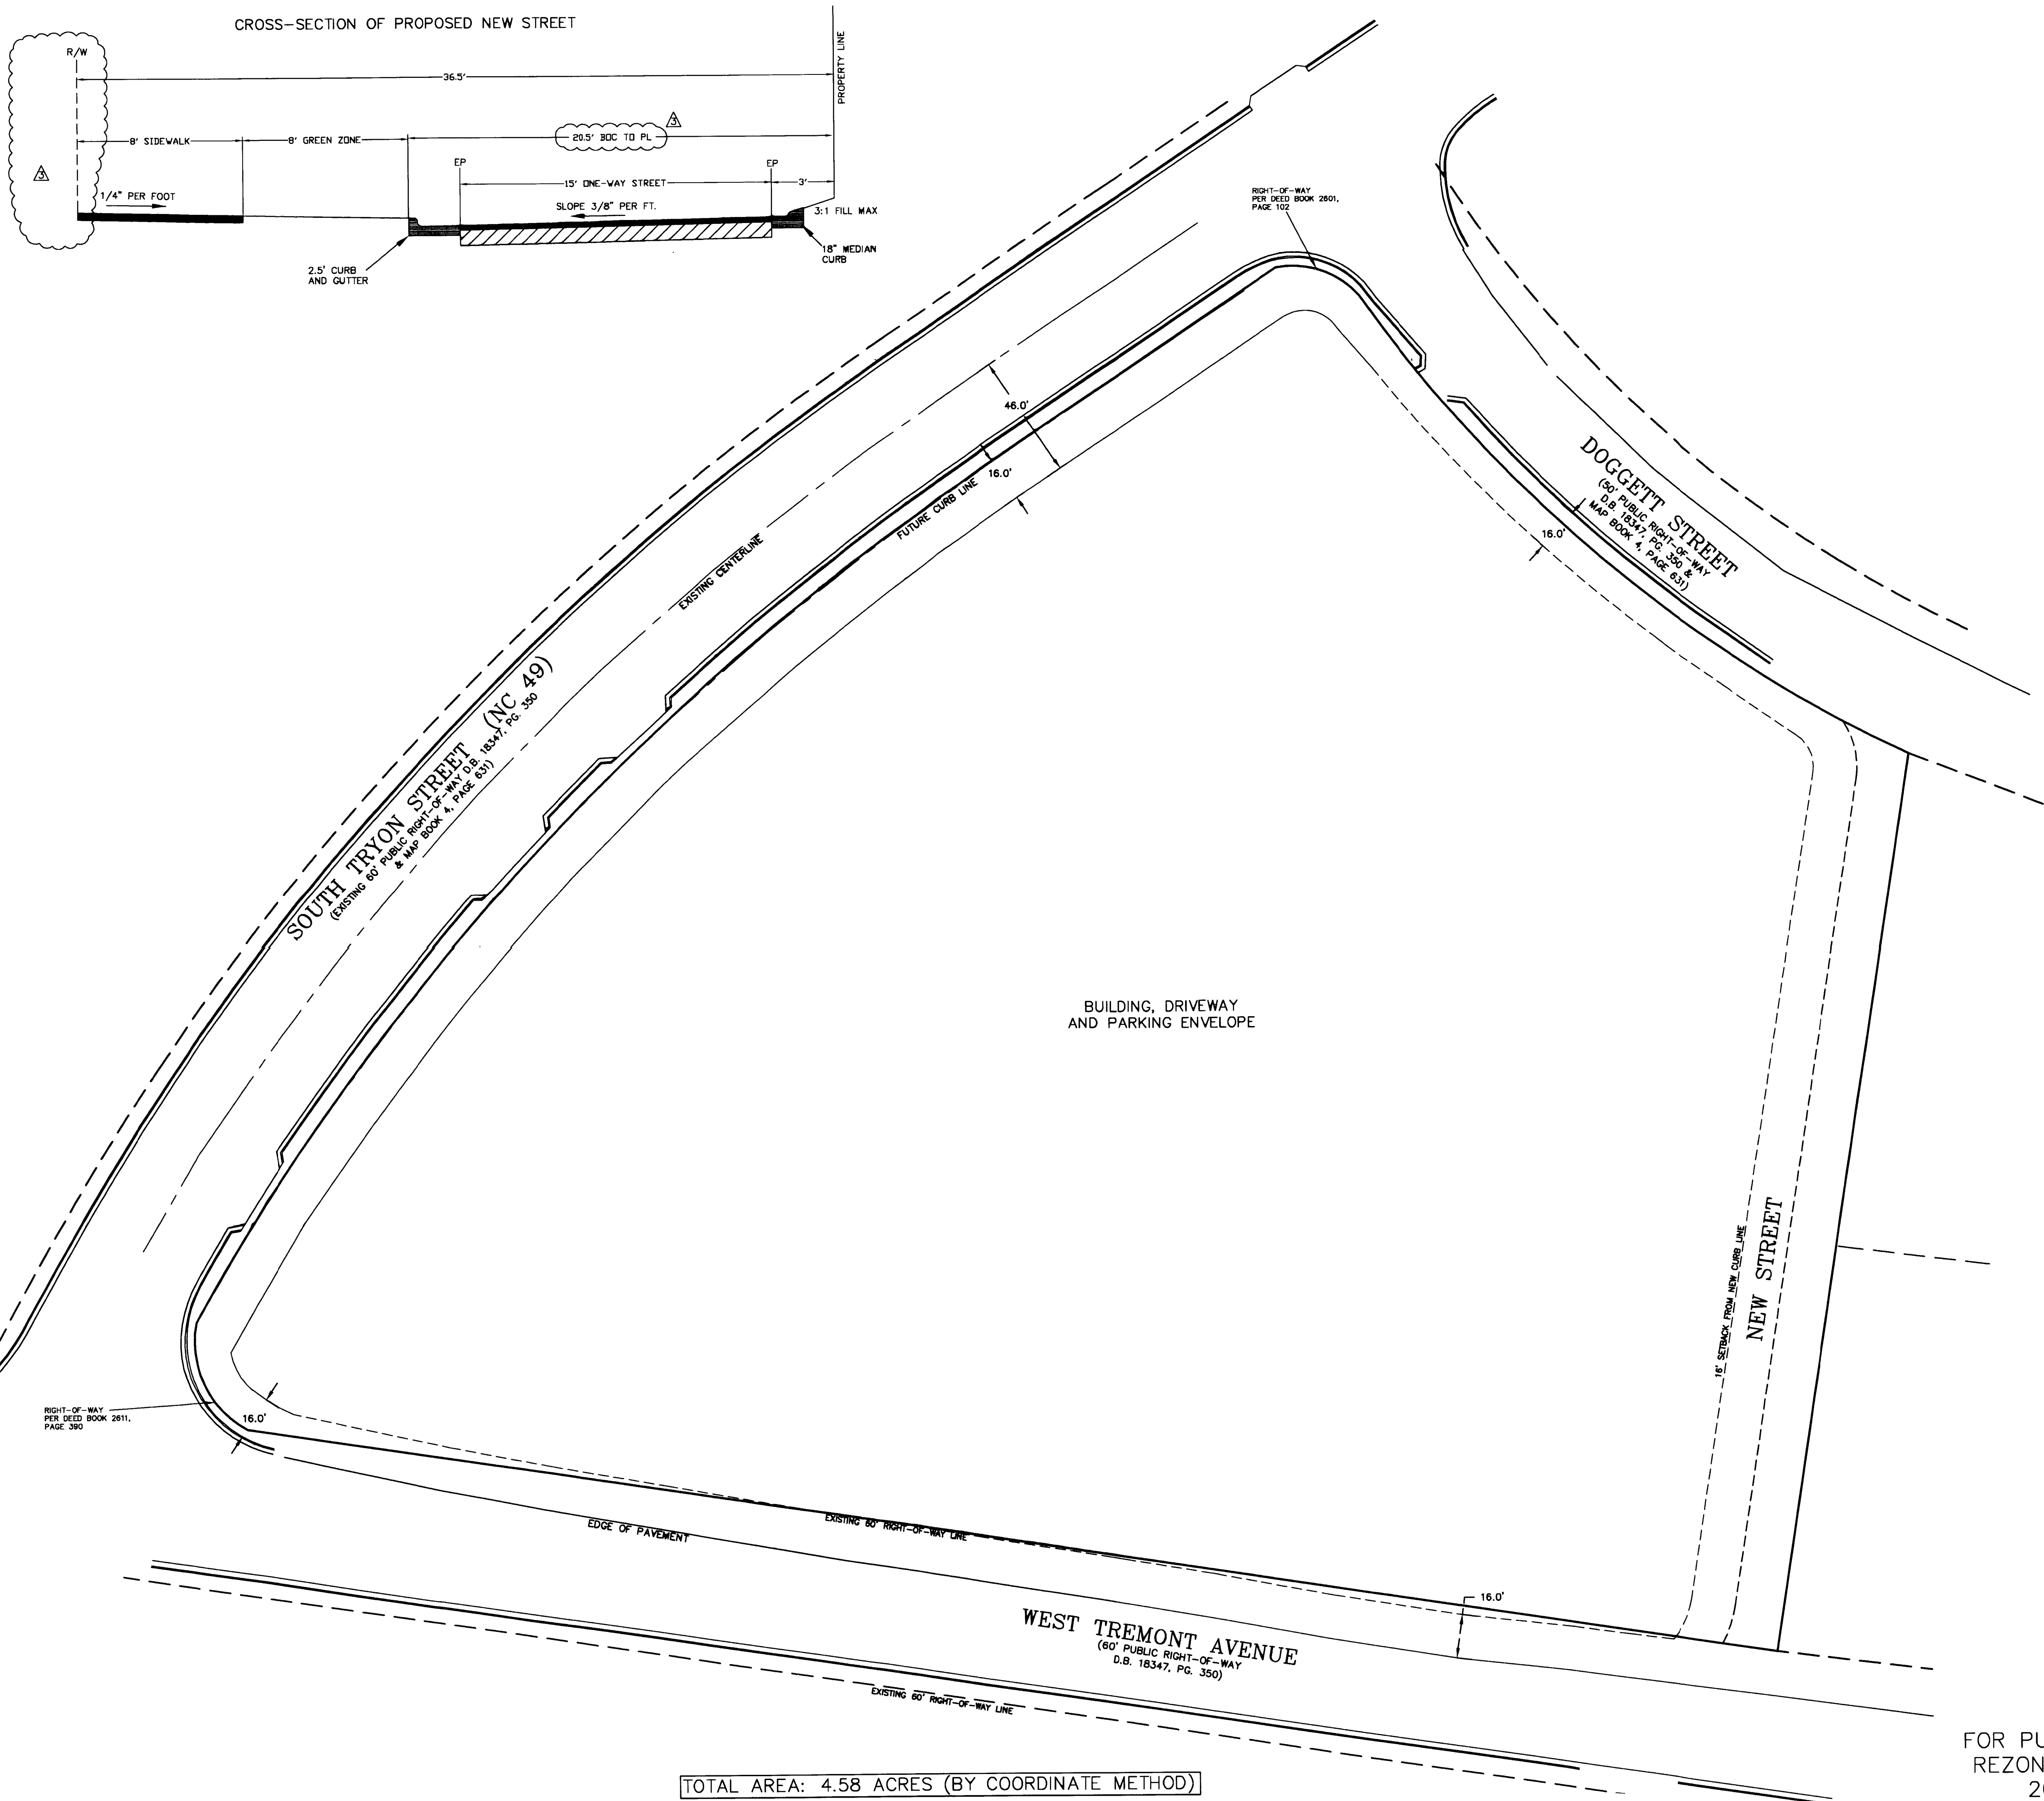 CROSS-SECTION OF PROPOSED NEW STREET
R/W
36.5'
PROPERTY LINE
8' SIDEWALK
8' GREEN ZONE
20.5' BOC TO PL
3
3
EP
EP
15' ONE-WAY STREET
3'
1/4" PER FOOT
SLOPE 3/8" PER FT.
3:1 FILL MAX
18" MEDIAN
CURB
2.5' CURB
AND GUTTER
RIGHT-OF-WAY
PER DEED BOOK 2601,
PAGE 102
46.0'
16.0'
FUTURE CURB LINE
EXISTING CENTERLINE
DOGGETT STREET
(50' PUBLIC RIGHT-OF-WAY
D.B. 18347, PG. 350 &
MAP BOOK 4, PAGE 631)
16.0'
SOUTH TRYON STREET (NC 49)
(EXISTING 60' PUBLIC RIGHT-OF-WAY D.B. 18347, PG. 350
& MAP BOOK 4, PAGE 631)
BUILDING, DRIVEWAY
AND PARKING ENVELOPE
16' SETBACK FROM NEW CURB LINE
NEW STREET
RIGHT-OF-WAY
PER DEED BOOK 2611,
PAGE 390
16.0'
EXISTING 60' RIGHT-OF-WAY LINE
EDGE OF PAVEMENT
16.0'
WEST TREMONT AVENUE
(60' PUBLIC RIGHT-OF-WAY
D.B. 18347, PG. 350)
EXISTING 60' RIGHT-OF-WAY LINE
FOR PU
REZON
TOTAL AREA: 4.58 ACRES (BY COORDINATE METHOD)